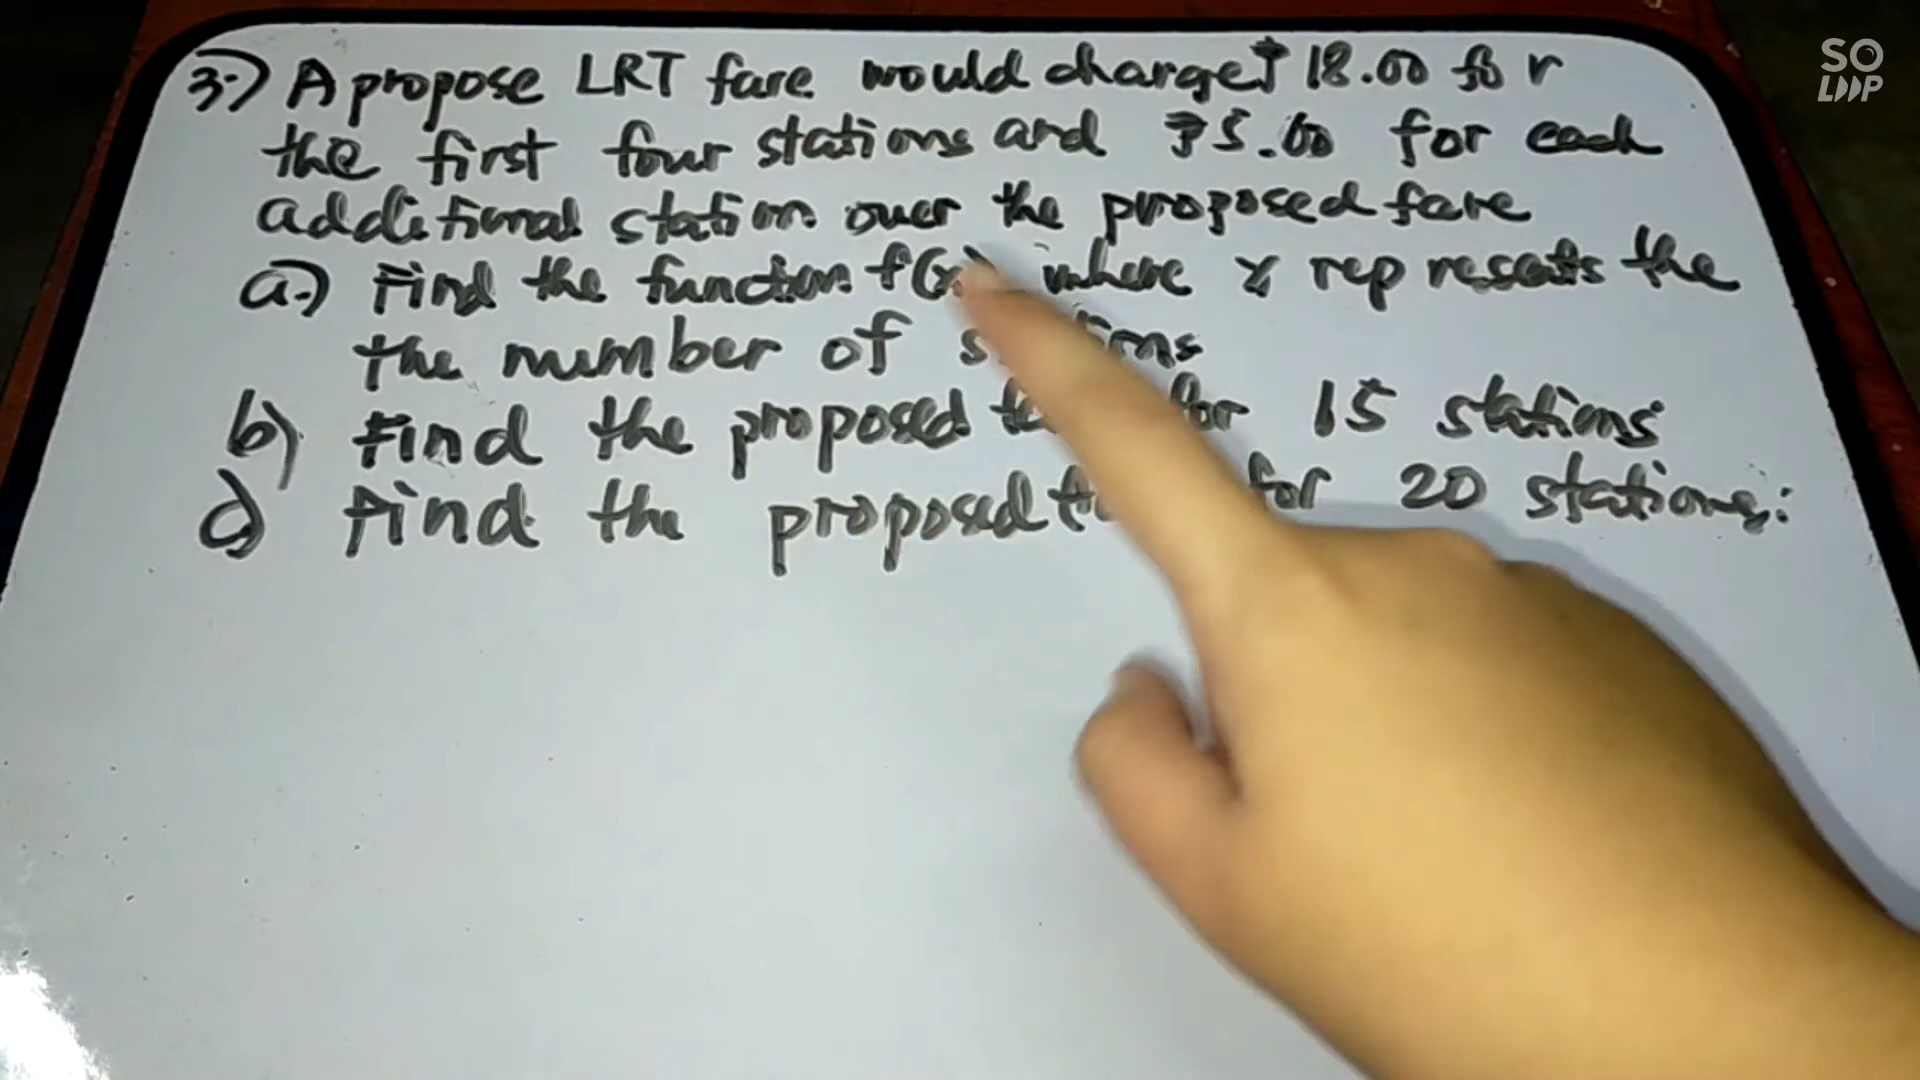 3.) A propose LRT fare would charge ₱18.00 for
the first four stations and ₱5.00 for each
additional station over the proposed fare
a.) Find the function f(x) where x represents the
the number of stations
b) Find the proposed for 15 stations
c) Find the proposed for 20 stations:
SO
LOOP